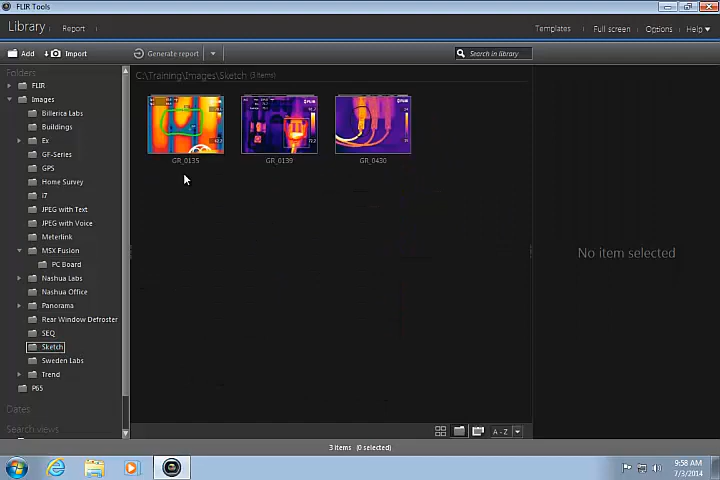 FLIR Tools
Library Report Templates Full screen Options Help
Add Import Generate report Search in library
Folders
FLIR
Images
Billerica Labs
Buildings
Ex
GF-Series
GPS
Home Survey
i7
JPEG with Text
JPEG with Voice
Meterlink
MSX Fusion
PC Board
Nashua Labs
Nashua Office
Panorama
Rear Window Defroster
SEQ
Sketch
Sweden Labs
Trend
P65
Dates
Search views
C:\Training\Images\Sketch (3 items)
GR_0135 GR_0139 GR_0430
No item selected
A - Z
3 items (0 selected)
9:58 AM
7/3/2014